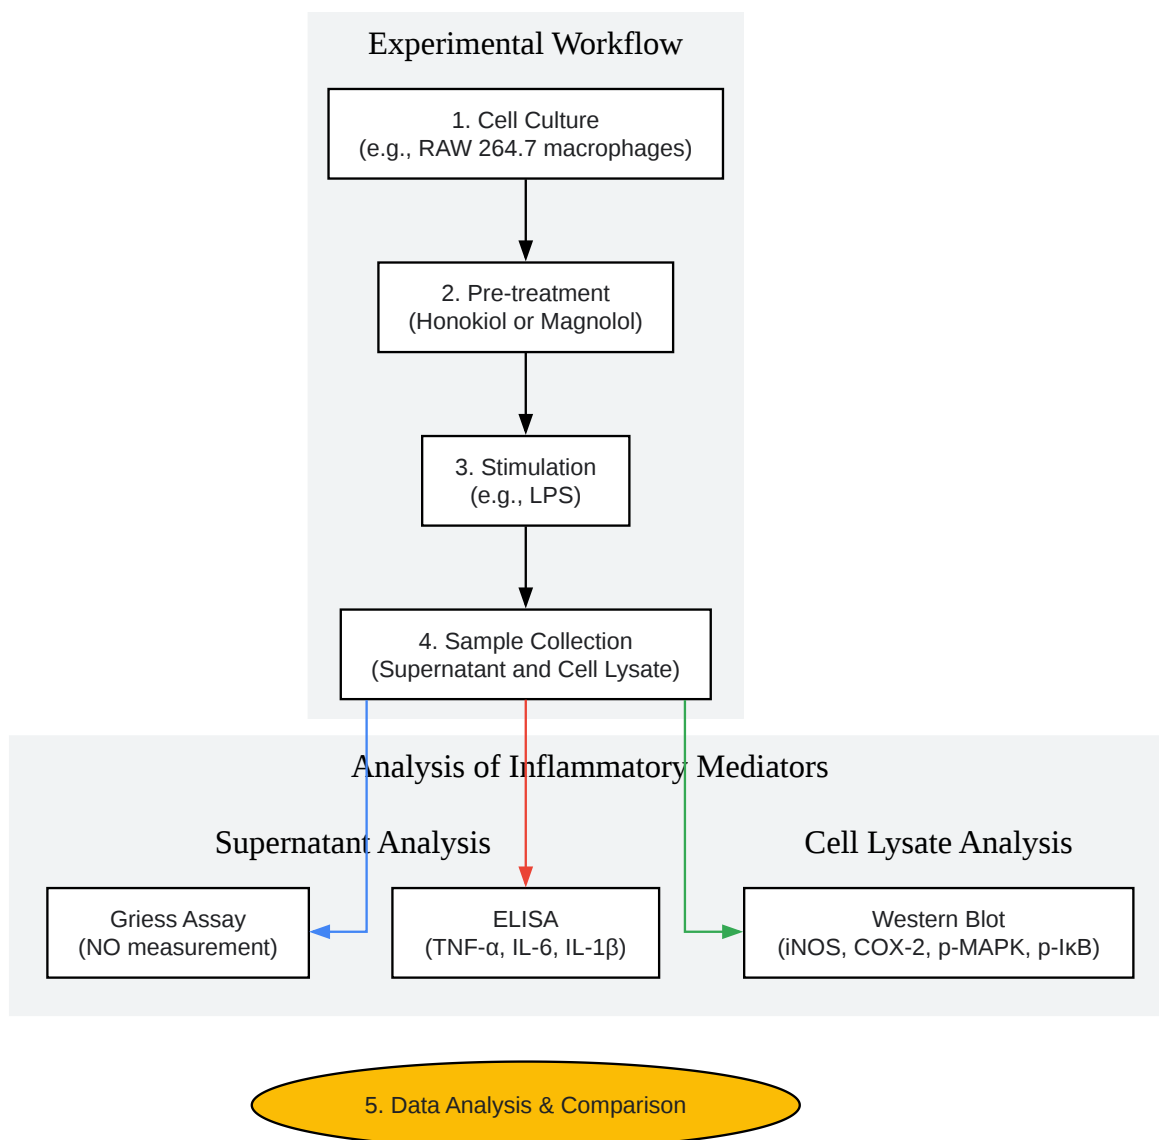 Experimental Workflow
1. Cell Culture
(e.g., RAW 264.7 macrophages)
2. Pre-treatment
(Honokiol or Magnolol)
3. Stimulation
(e.g., LPS)
4. Sample Collection
(Supernatant and Cell Lysate)
Analysis of Inflammatory Mediators
Supernatant Analysis
Griess Assay
(NO measurement)
ELISA
(TNF-α, IL-6, IL-1β)
Cell Lysate Analysis
Western Blot
(iNOS, COX-2, p-MAPK, p-IκB)
5. Data Analysis & Comparison